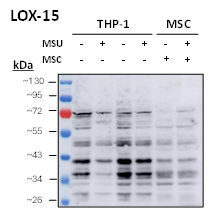 LOX-15
THP-1 MSC
MSU - + - + - +
MSC - - - - + +
kDa
~130
~95
~72
~55
~43
~34
~26